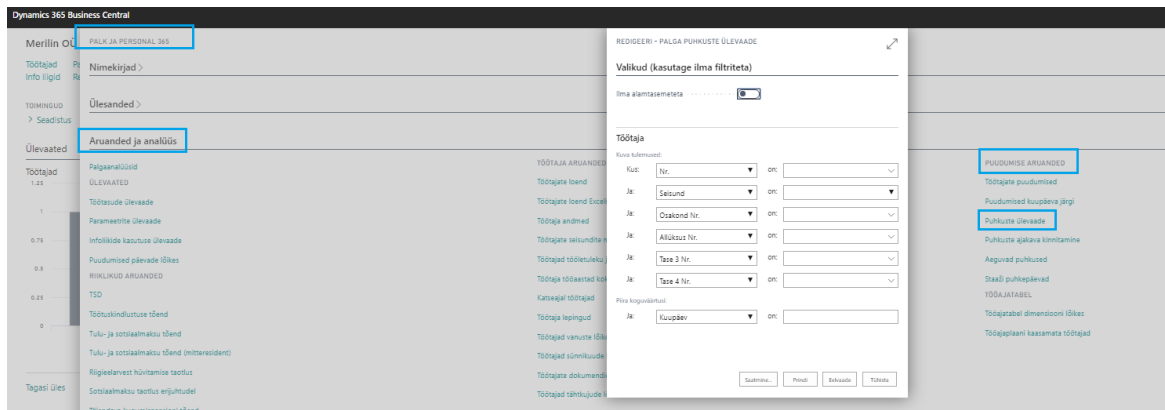 Dynamics 365 Business Central
Merilin OÜ
Töötajad
Info liigid
TOIMINGUD
> Seadistus
Ülevaated
Töötajad
1.25
1
0.75
0.5
0.25
0
Tagasi üles
PALK JA PERSONAL 365
Nimekirjad >
Ülesanded >
Aruanded ja analüüs
Palgaanalüüsid
ÜLEVAATED
Töötasude ülevaade
Parameetrite ülevaade
Infoliikide kasutuse ülevaade
Puudumised päevade lõikes
RIIKLIKUD ARUANDED
TSD
Töötuskindlustuse tõend
Tulu- ja sotsiaalmaksu tõend
Tulu- ja sotsiaalmaksu tõend (mitteresident)
Riigieelarvest hüvitamise taotlus
Sotsiaalmaksu taotlus erijuhtudel
TÖÖTAJA ARUANDED
Töötajate loend
Töötajate loend Exceli
Töötaja andmed
Töötajate seisundite
Töötajad tööletuleku
Töötaja tööaastad
Katseajal töötajad
Töötaja lepingud
Töötajad vanuste
Töötajad sünnikuude
Töötajate
Töötajad tähtkujude
REDIGEERI - PALGA PUHKUSTE ÜLEVAADE
Valikud (kasutage ilma filtriteta)
Ilma alamtasemeteta
Töötaja
Kuva tulemused:
Kus: Nr. on:
Ja: Seisund on:
Ja: Osakond Nr. on:
Ja: Allüksus Nr. on:
Ja: Tase 3 Nr. on:
Ja: Tase 4 Nr. on:
Piira koguväärtusi:
Ja: Kuupäev on:
Saatmine... Prindi Eelvaade Tühista
PUUDUMISE ARUANDED
Töötajate puudumised
Puudumised kuupäeva järgi
Puhkuste ülevaade
Puhkuste ajakava kinnitamine
Aeguvad puhkused
Staaži puhkepäevad
TÖÖAJATABEL
Tööajatabel dimensiooni lõikes
Tööajaplaani kaasamata töötajad